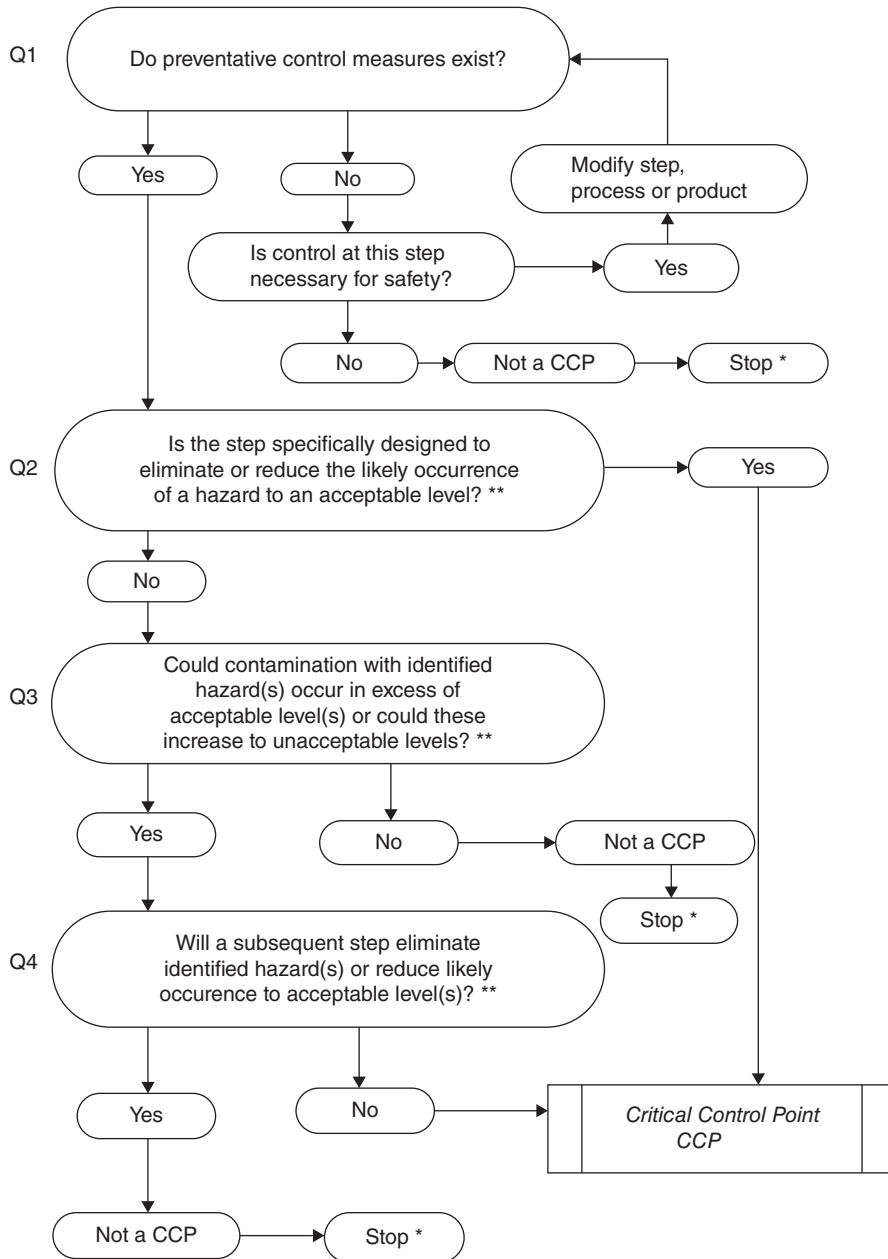 Q1
Do preventative control measures exist?
Yes
No
Modify step,
process or product
Is control at this step
necessary for safety?
Yes
No
Not a CCP
Stop *
Q2
Is the step specifically designed to
eliminate or reduce the likely occurrence
of a hazard to an acceptable level? **
Yes
No
Q3
Could contamination with identified
hazard(s) occur in excess of
acceptable level(s) or could these
increase to unacceptable levels? **
Yes
No
Not a CCP
Stop *
Q4
Will a subsequent step eliminate
identified hazard(s) or reduce likely
occurence to acceptable level(s)? **
Yes
No
Critical Control Point
CCP
Not a CCP
Stop *